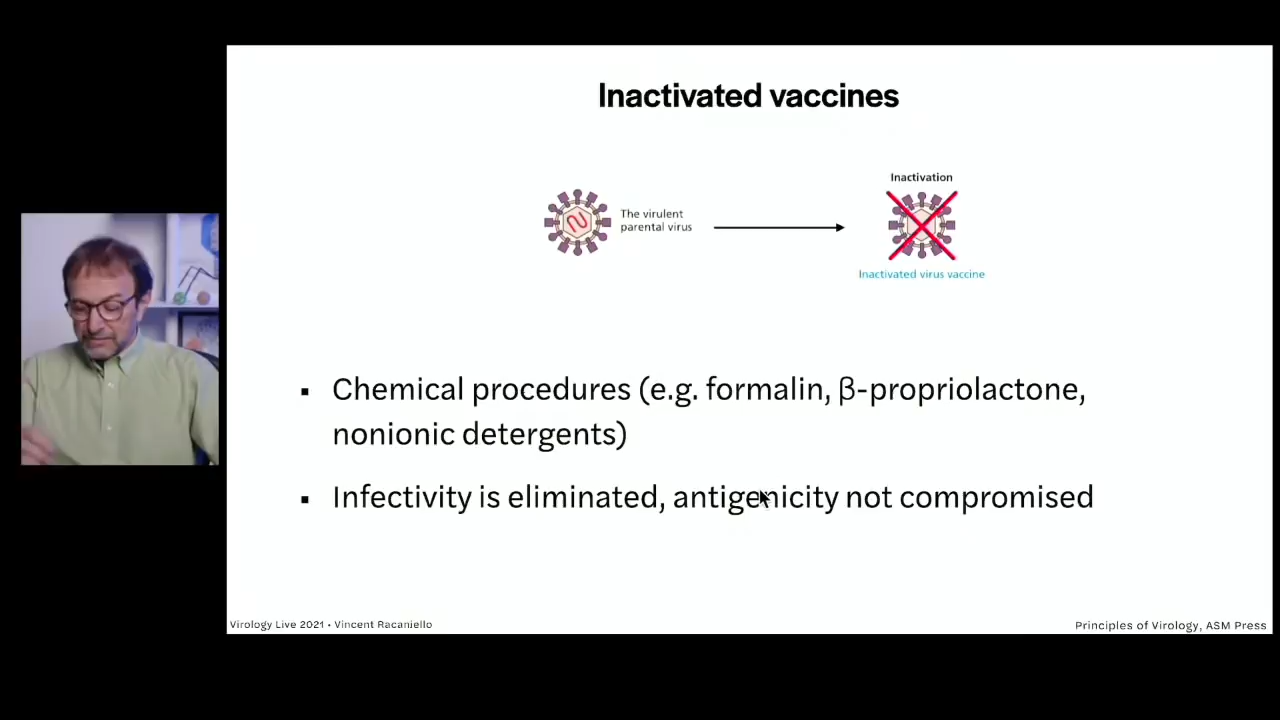 Inactivated vaccines
Inactivation
The virulent
parental virus
Inactivated virus vaccine
▪ Chemical procedures (e.g. formalin, β-propriolactone,
nonionic detergents)
▪ Infectivity is eliminated, antigenicity not compromised
Virology Live 2021 • Vincent Racaniello
Principles of Virology, ASM Press